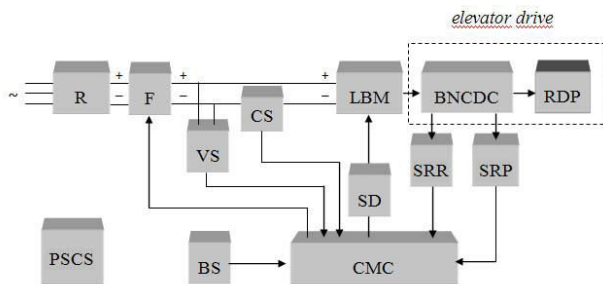 elevator drive
+ + +
~ R F LBM BNCDC RDP
− − −
CS
VS SRR SRP
SD
PSCS BS CMC